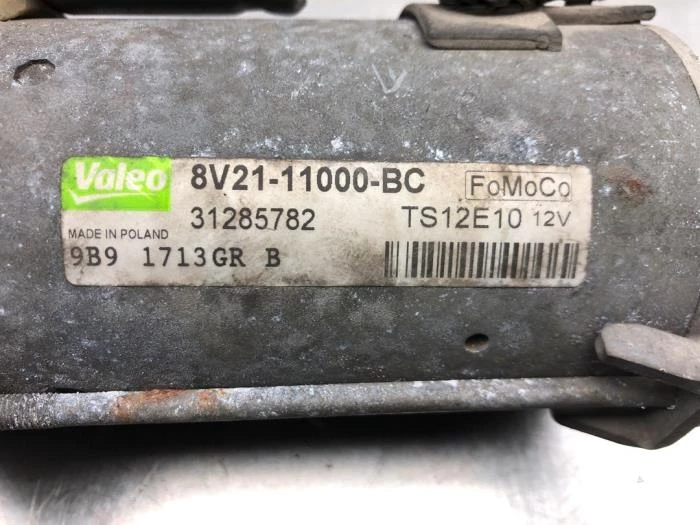 Valeo 8V21-11000-BC FoMoCo
31285782 TS12E10 12V
MADE IN POLAND
9B9 1713GR B